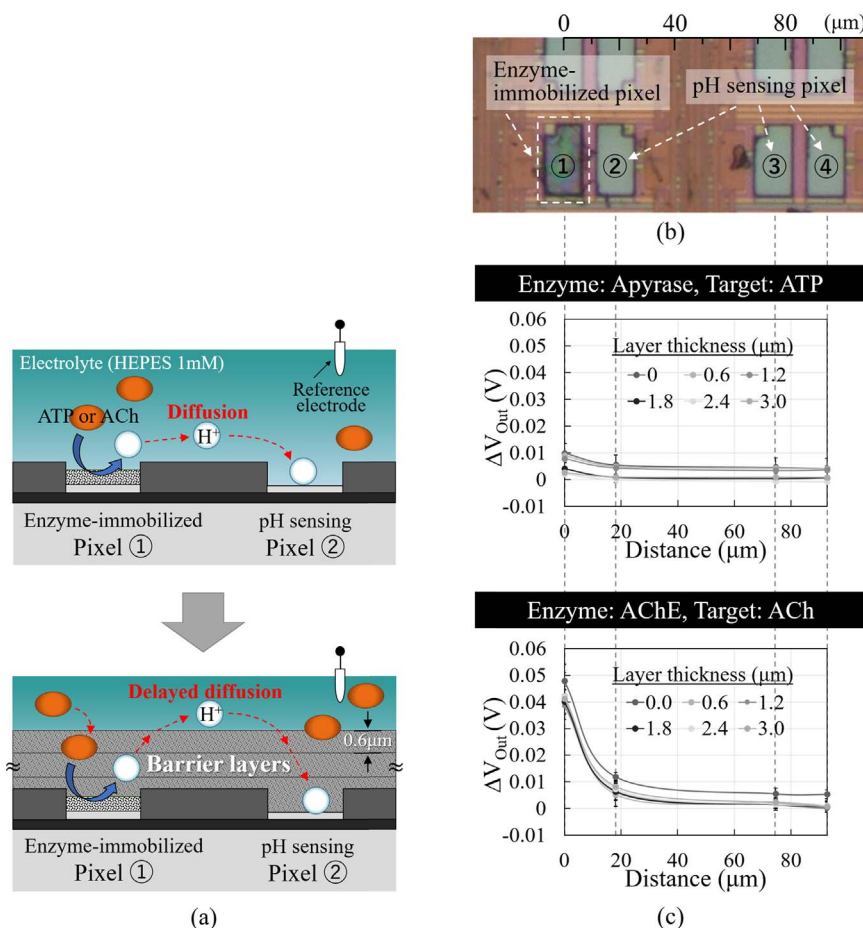 0 40 80 (μm)
Enzyme-
immobilized pixel
pH sensing pixel
① ② ③ ④
(b)
Electrolyte (HEPES 1mM)
Reference
electrode
ATP or ACh
Diffusion
H⁺
Enzyme-immobilized
Pixel ①
pH sensing
Pixel ②
Delayed diffusion
H⁺
0.6μm
Barrier layers
≈ ≈
Enzyme-immobilized
Pixel ①
pH sensing
Pixel ②
(a)
Enzyme: Apyrase, Target: ATP
0.06
0.05
0.04
0.03
0.02
0.01
0
-0.01
ΔV_Out (V)
Layer thickness (μm)
0 0.6 1.2
1.8 2.4 3.0
0 20 40 60 80
Distance (μm)
Enzyme: AChE, Target: ACh
0.06
0.05
0.04
0.03
0.02
0.01
0
-0.01
ΔV_Out (V)
Layer thickness (μm)
0.0 0.6 1.2
1.8 2.4 3.0
0 20 40 60 80
Distance (μm)
(c)